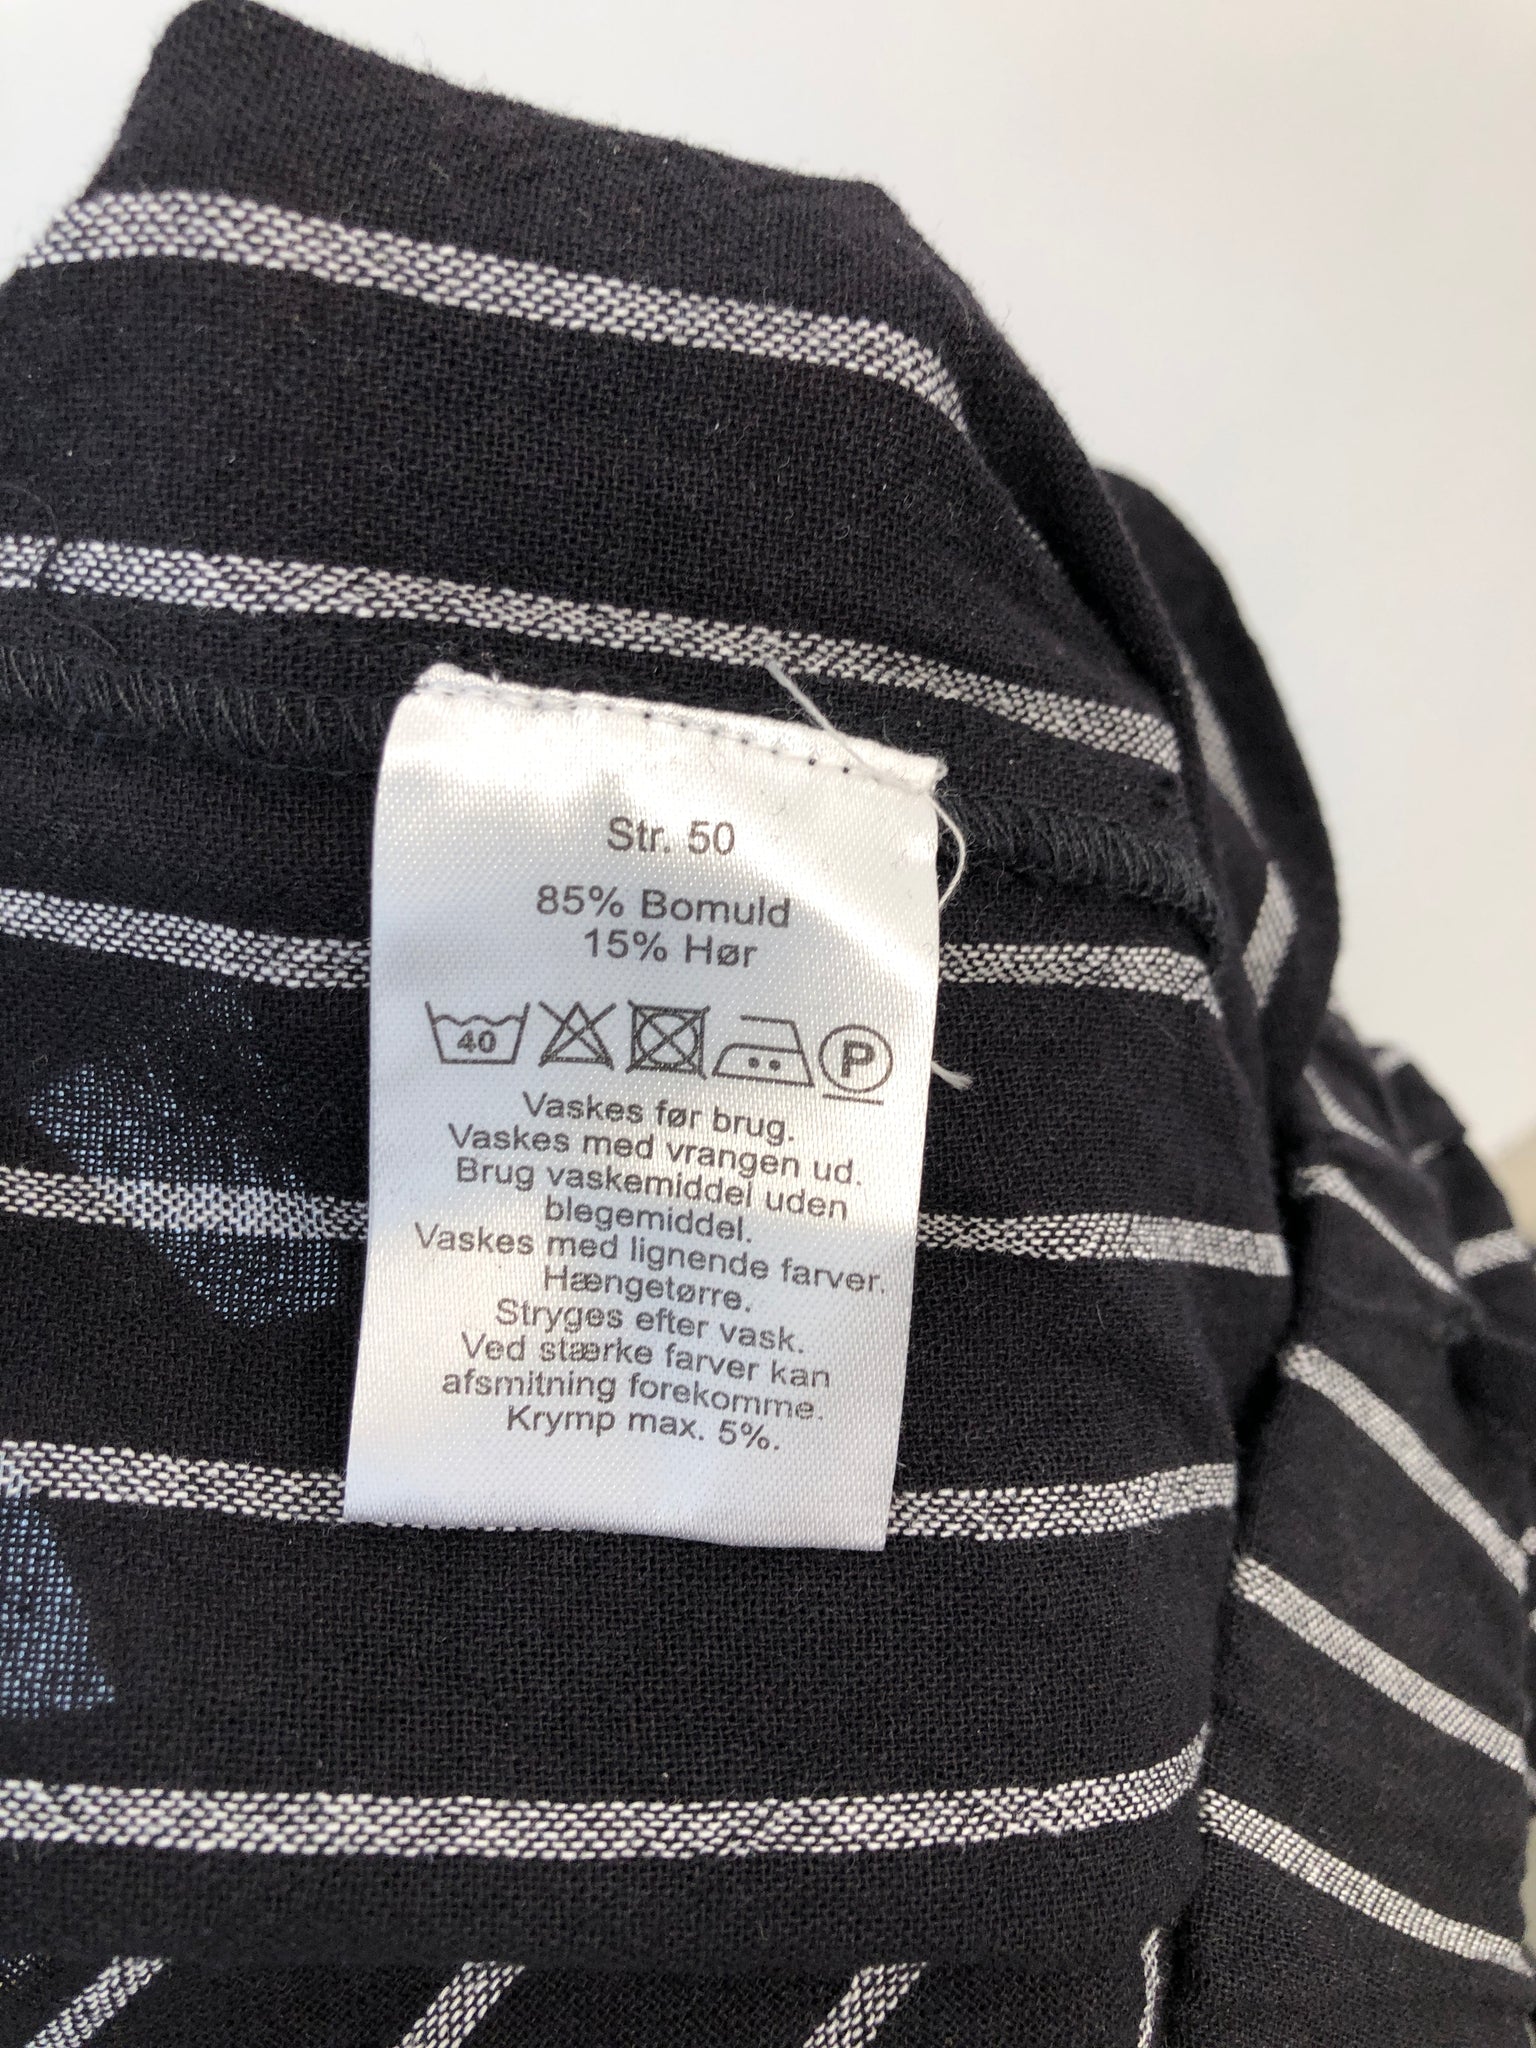 Str. 50
85% Bomuld
15% Hør
40 P
Vaskes før brug.
Vaskes med vrangen ud.
Brug vaskemiddel uden
blegemiddel.
Vaskes med lignende farver.
Hængetørre.
Stryges efter vask.
Ved stærke farver kan
afsmitning forekomme.
Krymp max. 5%.